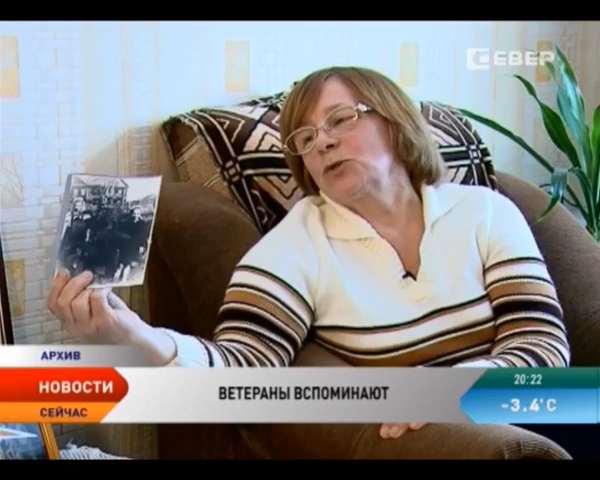 СЕВЕР
АРХИВ
НОВОСТИ
СЕЙЧАС
ВЕТЕРАНЫ ВСПОМИНАЮТ
20:22
-3.4°C